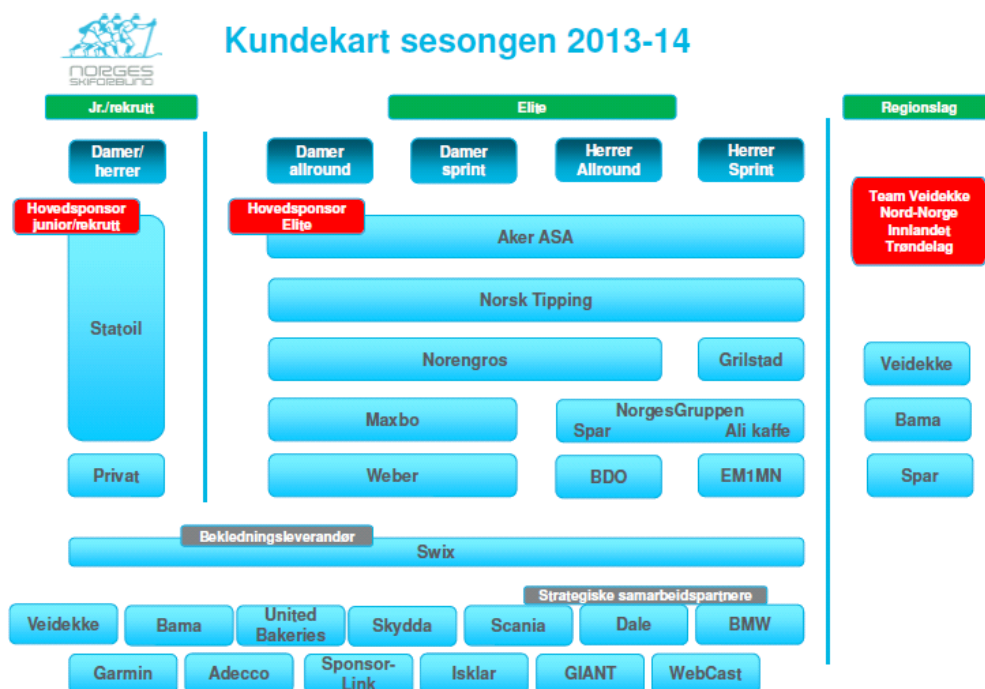 Kundekart sesongen 2013-14
NORGES
SKIFORBUND
Jr./rekrutt
Elite
Regionslag
Damer/
herrer
Damer
allround
Damer
sprint
Herrer
Allround
Herrer
Sprint
Hovedsponsor
junior/rekrutt
Hovedsponsor
Elite
Team Veidekke
Nord-Norge
Innlandet
Trøndelag
Aker ASA
Norsk Tipping
Statoil
Norengros
Grilstad
Veidekke
Maxbo
NorgesGruppen
Spar Ali kaffe
Bama
Privat
Weber
BDO
EM1MN
Spar
Bekledningsleverandør
Swix
Strategiske samarbeidspartnere
Veidekke
Bama
United
Bakeries
Skydda
Scania
Dale
BMW
Garmin
Adecco
Sponsor-
Link
Isklar
GIANT
WebCast